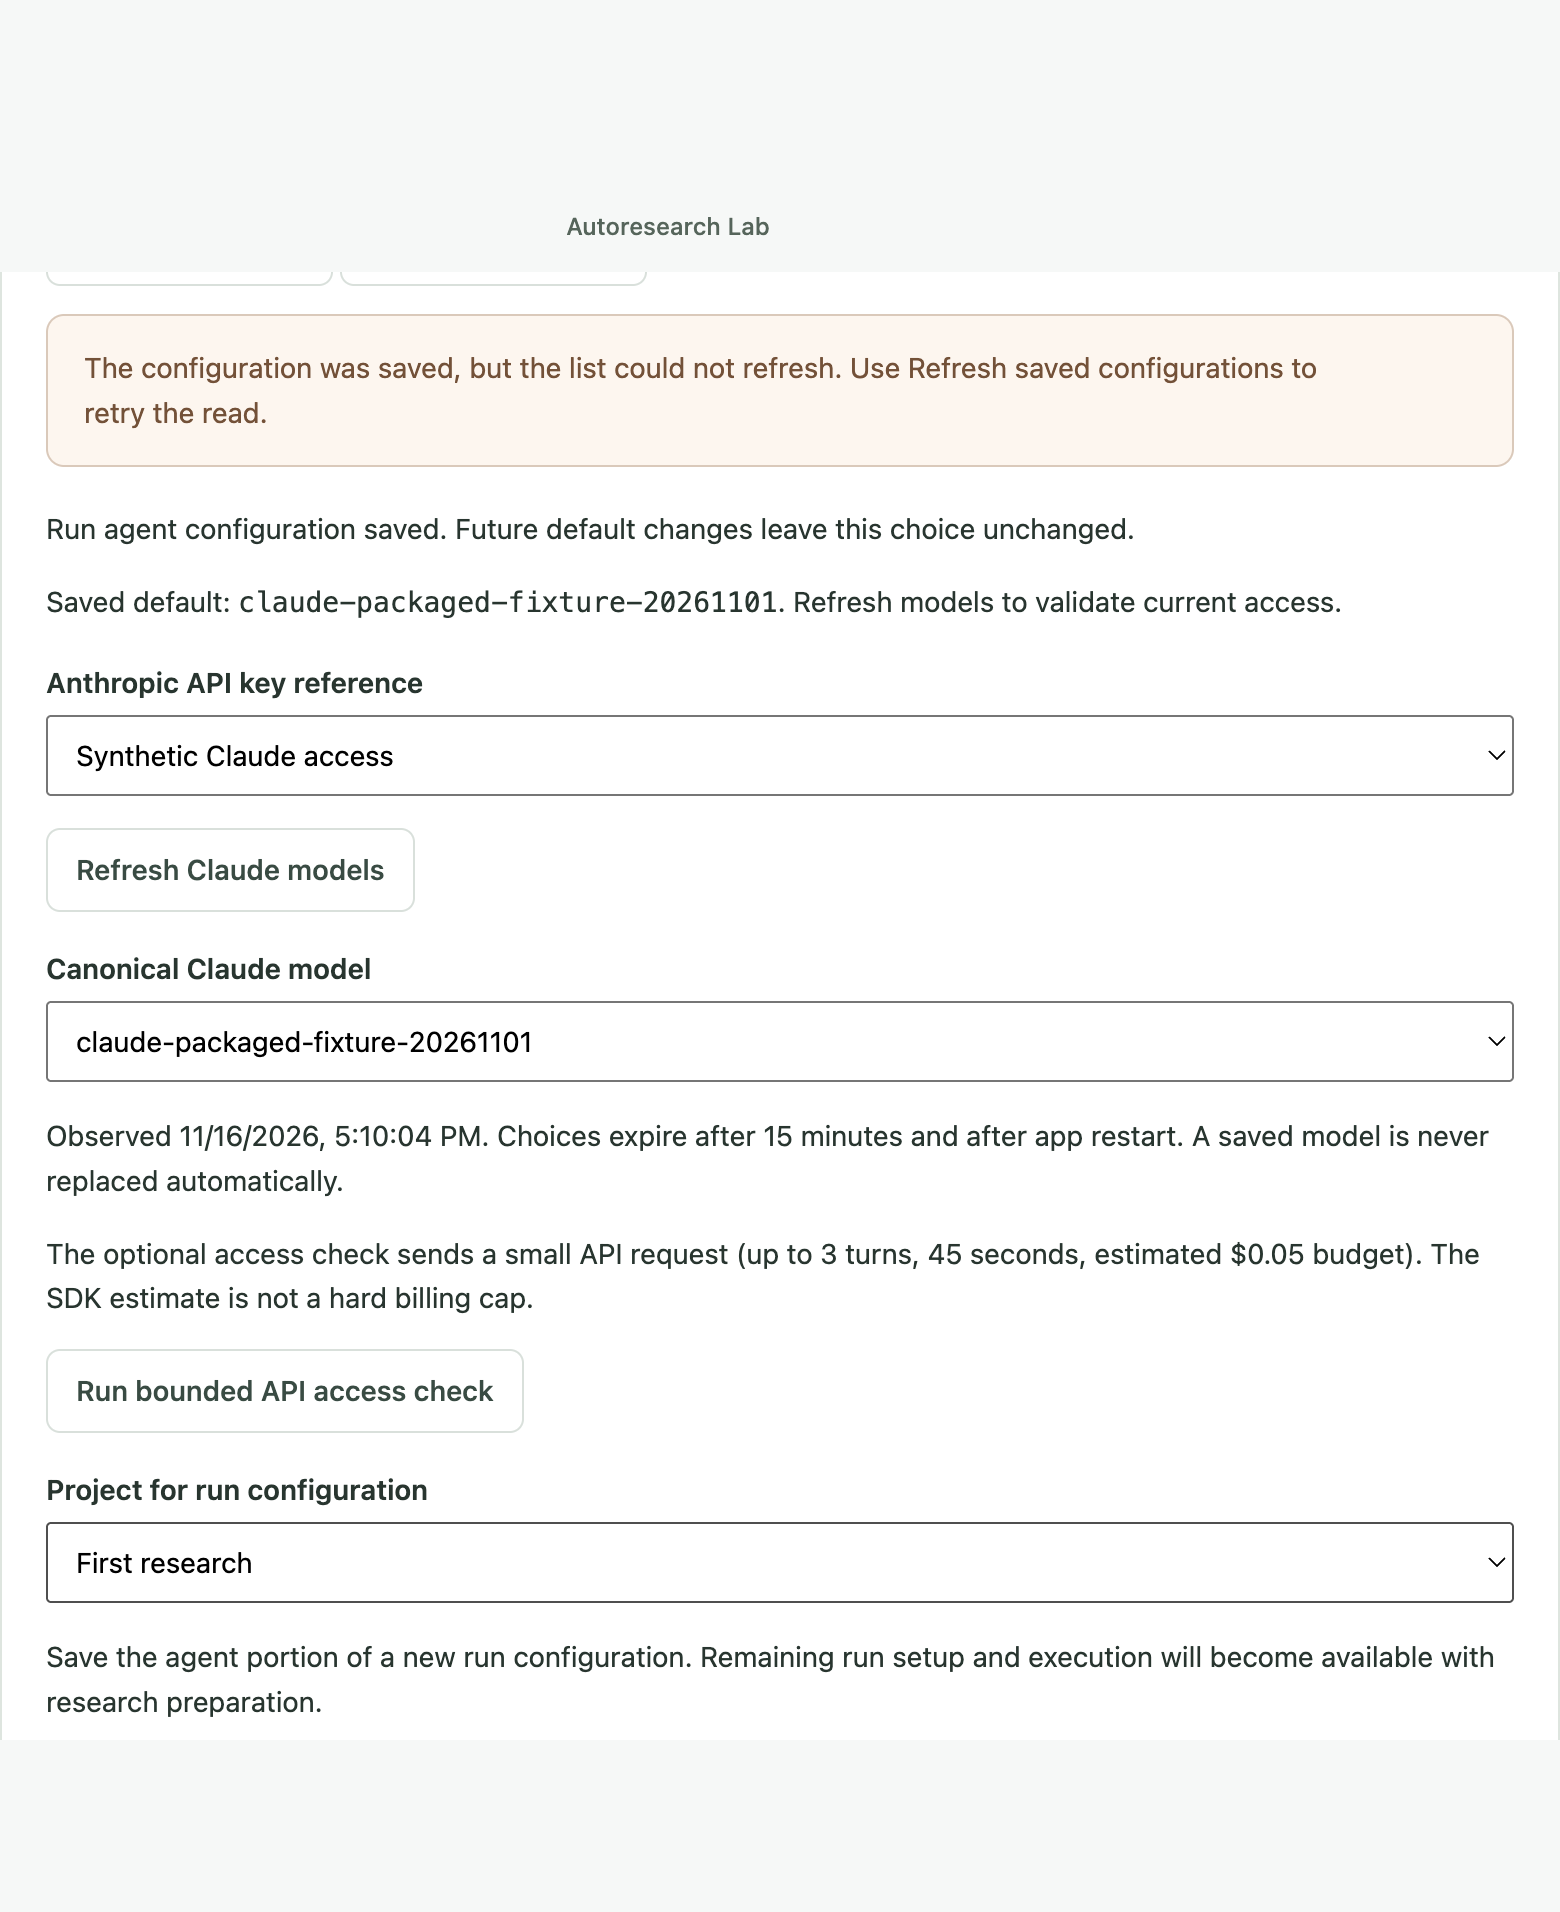 Autoresearch Lab
The configuration was saved, but the list could not refresh. Use Refresh saved configurations to
retry the read.
Run agent configuration saved. Future default changes leave this choice unchanged.
Saved default: claude-packaged-fixture-20261101. Refresh models to validate current access.
Anthropic API key reference
Synthetic Claude access
Refresh Claude models
Canonical Claude model
claude-packaged-fixture-20261101
Observed 11/16/2026, 5:10:04 PM. Choices expire after 15 minutes and after app restart. A saved model is never
replaced automatically.
The optional access check sends a small API request (up to 3 turns, 45 seconds, estimated $0.05 budget). The
SDK estimate is not a hard billing cap.
Run bounded API access check
Project for run configuration
First research
Save the agent portion of a new run configuration. Remaining run setup and execution will become available with
research preparation.